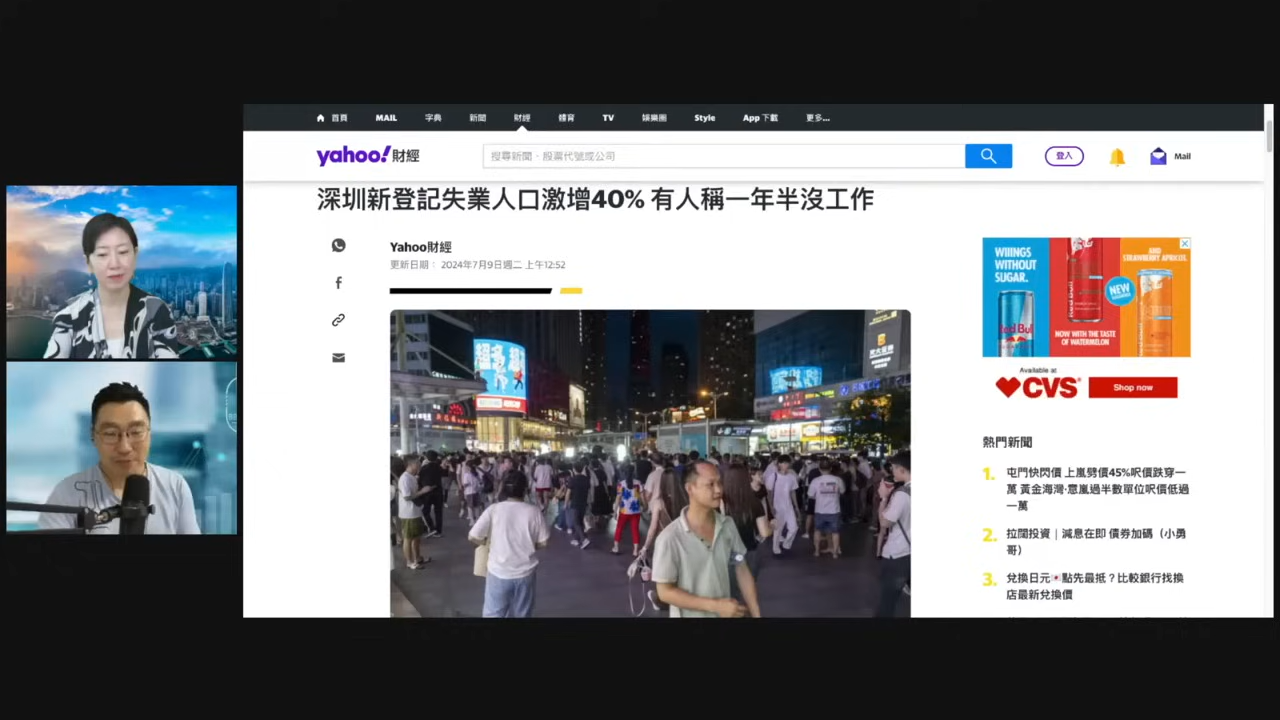 首頁 MAIL 字典 新聞 財經 體育 TV 娛樂圈 Style App 下載 更多...
yahoo!財經
搜尋新聞、股票代號或公司
登入
Mail
深圳新登記失業人口激增40% 有人稱一年半沒工作
Yahoo財經
更新日期： 2024年7月9日週二 上午12:52
WIIINGS
WITHOUT
SUGAR.
AND
STRAWBERRY APRICOT.
NEW
Red Bull
NOW WITH THE TASTE
OF WATERMELON
Available at
CVS
Shop now
熱門新聞
1. 屯門快閃價 上嵐劈價45%呎價跌穿一
萬 黃金海灣‧意嵐過半數單位呎價低過
一萬
2. 拉闊投資｜減息在即 債券加碼（小勇
哥）
3. 兌換日元🇯🇵點先最抵？比較銀行找換
店最新兌換價